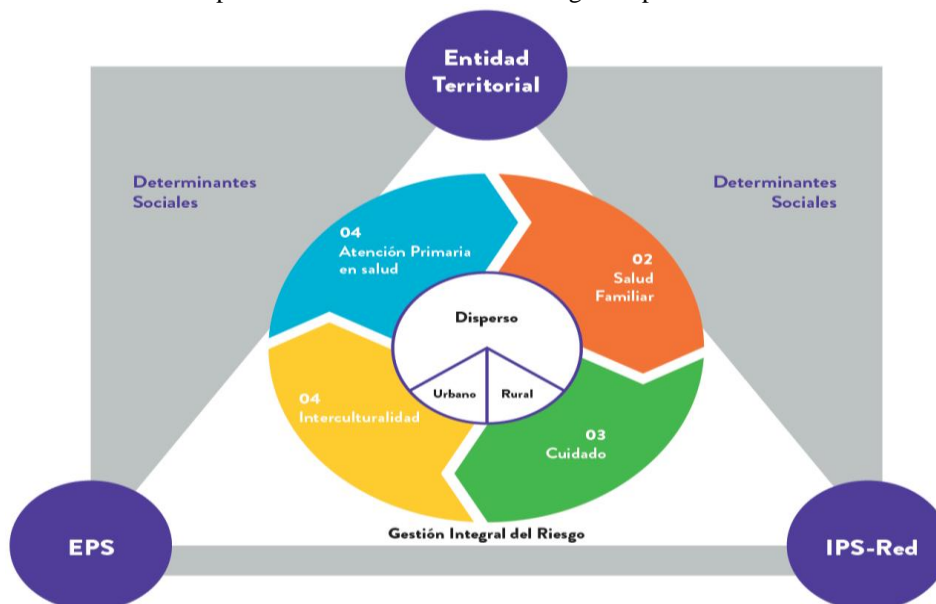 Entidad
Territorial
Determinantes
Sociales
Determinantes
Sociales
04
Atención Primaria
en salud
02
Salud
Familiar
Disperso
Urbano
Rural
04
Interculturalidad
03
Cuidado
Gestión Integral del Riesgo
EPS
IPS-Red